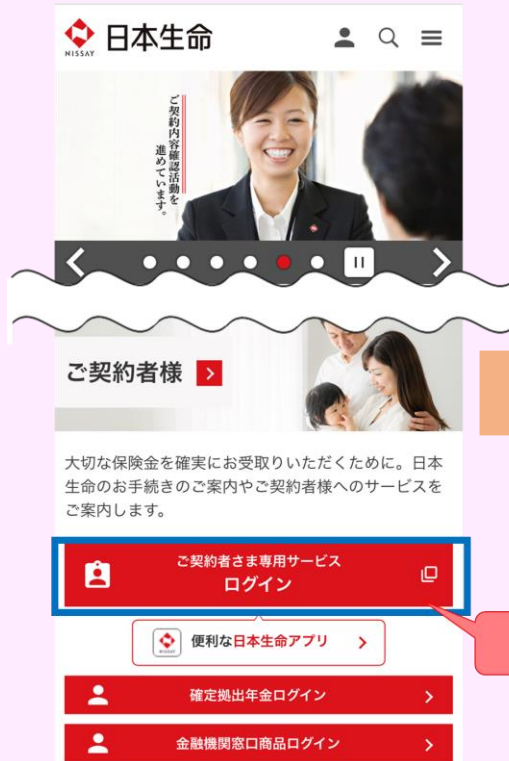 日本生命
NISSAY
ご契約内容確認活動を
進めています。
ご契約者様
大切な保険金を確実にお受取りいただくために。日本
生命のお手続きのご案内やご契約者様へのサービスを
ご案内します。
ご契約者さま専用サービス
ログイン
便利な日本生命アプリ
確定拠出年金ログイン
金融機関窓口商品ログイン